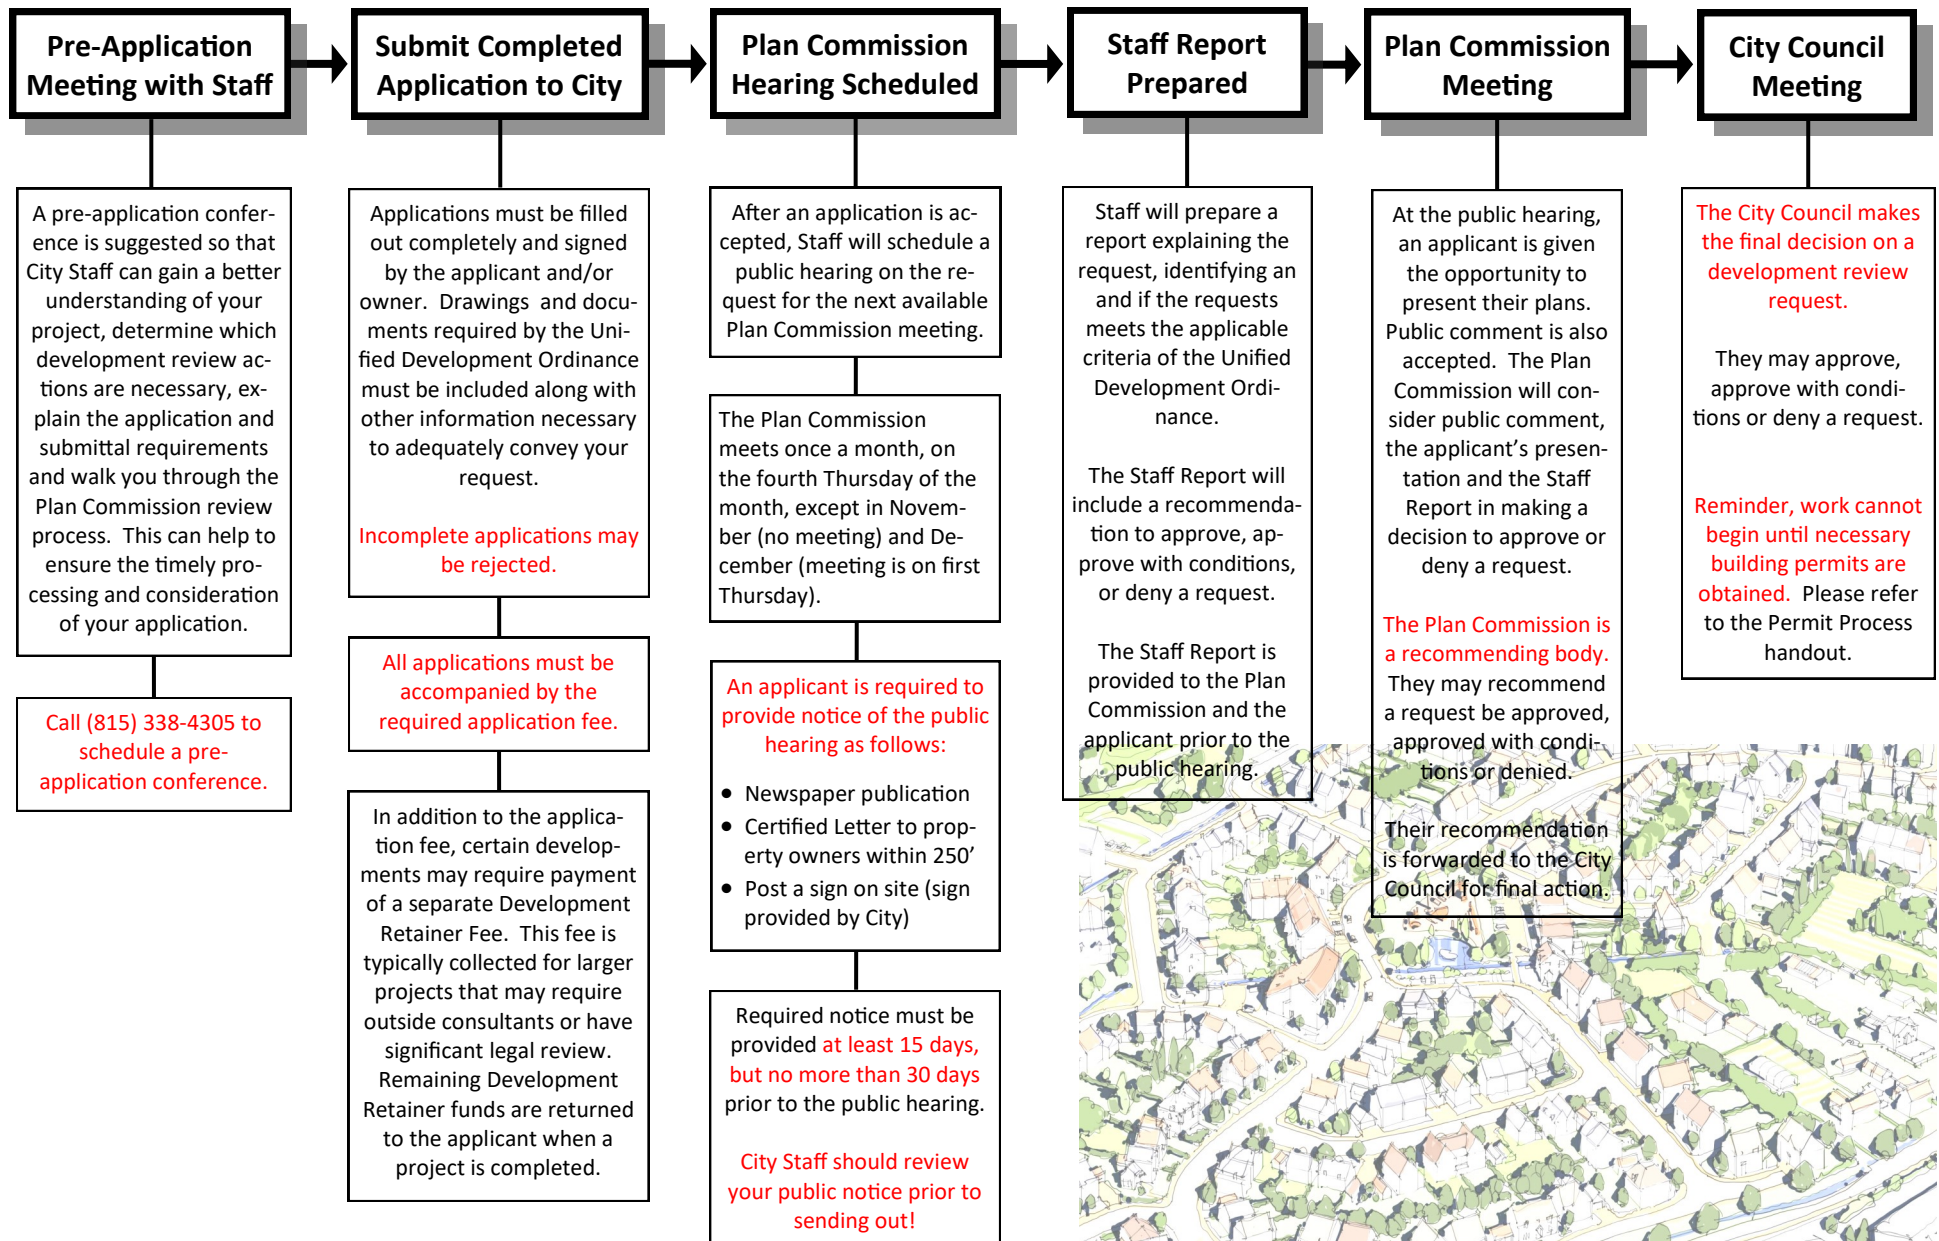 Pre-Application
Meeting with Staff
Submit Completed
Application to City
Plan Commission
Hearing Scheduled
Staff Report
Prepared
Plan Commission
Meeting
City Council
Meeting
A pre-application confer-
ence is suggested so that
City Staff can gain a better
understanding of your
project, determine which
development review ac-
tions are necessary, ex-
plain the application and
submittal requirements
and walk you through the
Plan Commission review
process.  This can help to
ensure the timely pro-
cessing and consideration
of your application.
Call (815) 338-4305 to
schedule a pre-
application conference.
Applications must be filled
out completely and signed
by the applicant and/or
owner.  Drawings  and docu-
ments required by the Uni-
fied Development Ordinance
must be included along with
other information necessary
to adequately convey your
request.
Incomplete applications may
be rejected.
All applications must be
accompanied by the
required application fee.
In addition to the applica-
tion fee, certain develop-
ments may require payment
of a separate Development
Retainer Fee.  This fee is
typically collected for larger
projects that may require
outside consultants or have
significant legal review.
Remaining Development
Retainer funds are returned
to the applicant when a
project is completed.
After an application is ac-
cepted, Staff will schedule a
public hearing on the re-
quest for the next available
Plan Commission meeting.
The Plan Commission
meets once a month, on
the fourth Thursday of the
month, except in Novem-
ber (no meeting) and De-
cember (meeting is on first
Thursday).
An applicant is required to
provide notice of the public
hearing as follows:
• Newspaper publication
• Certified Letter to prop-
erty owners within 250’
• Post a sign on site (sign
provided by City)
Required notice must be
provided at least 15 days,
but no more than 30 days
prior to the public hearing.
City Staff should review
your public notice prior to
sending out!
Staff will prepare a
report explaining the
request, identifying an
and if the requests
meets the applicable
criteria of the Unified
Development Ordi-
nance.
The Staff Report will
include a recommenda-
tion to approve, ap-
prove with conditions,
or deny a request.
The Staff Report is
provided to the Plan
Commission and the
applicant prior to the
public hearing.
At the public hearing,
an applicant is given
the opportunity to
present their plans.
Public comment is also
accepted.  The Plan
Commission will con-
sider public comment,
the applicant’s presen-
tation and the Staff
Report in making a
decision to approve or
deny a request.
The Plan Commission is
a recommending body.
They may recommend
a request be approved,
approved with condi-
tions or denied.
Their recommendation
is forwarded to the City
Council for final action.
The City Council makes
the final decision on a
development review
request.
They may approve,
approve with condi-
tions or deny a request.
Reminder, work cannot
begin until necessary
building permits are
obtained.  Please refer
to the Permit Process
handout.